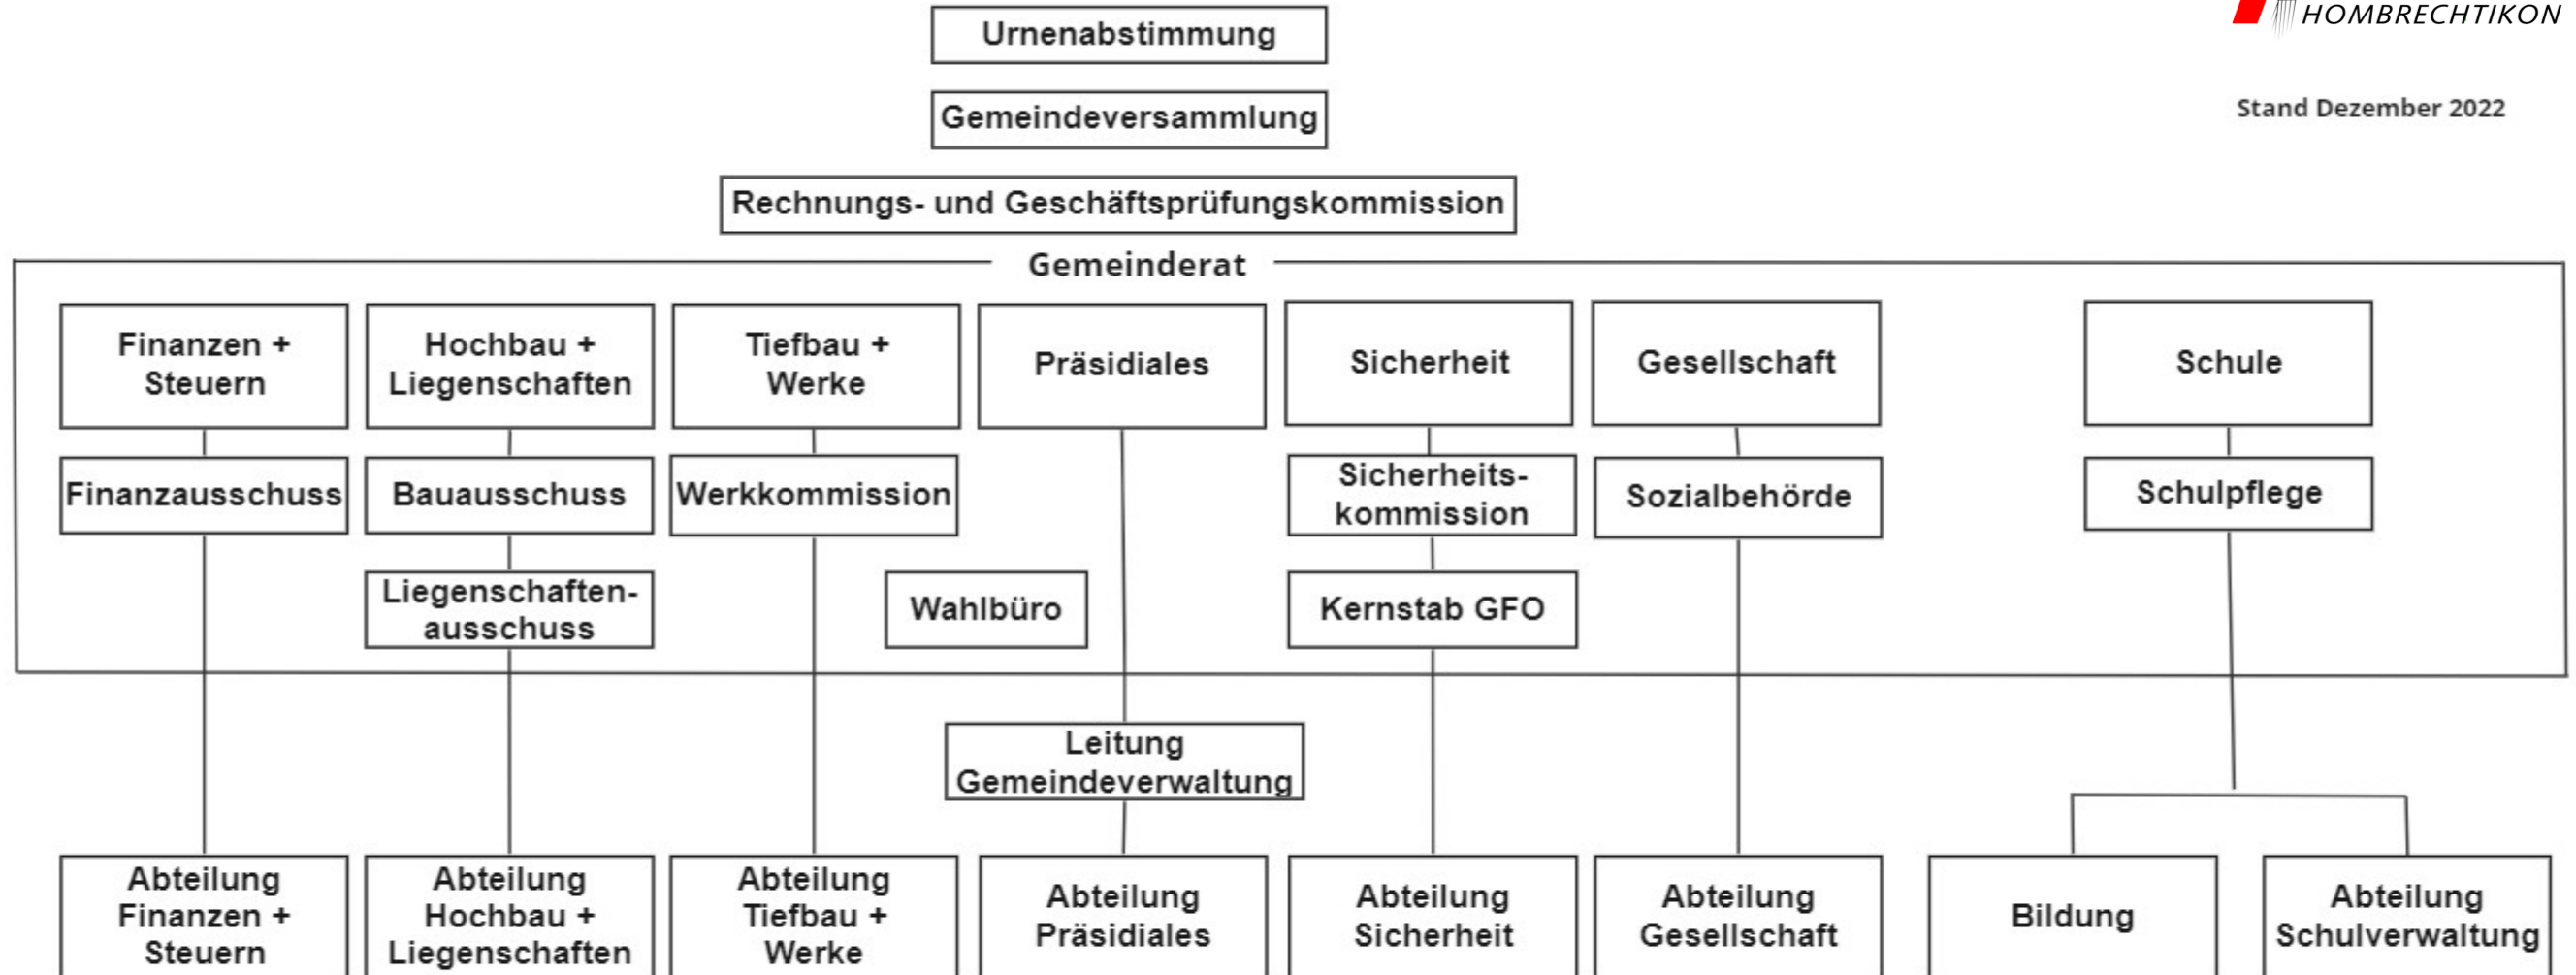 HOMBRECHTIKON
Urnenabstimmung
Gemeindeversammlung
Stand Dezember 2022
Rechnungs- und Geschäftsprüfungskommission
Gemeinderat
Finanzen +
Steuern
Hochbau +
Liegenschaften
Tiefbau +
Werke
Präsidiales
Sicherheit
Gesellschaft
Schule
Finanzausschuss
Bauausschuss
Werkkommission
Sicherheits-
kommission
Sozialbehörde
Schulpflege
Liegenschaften-
ausschuss
Wahlbüro
Kernstab GFO
Leitung
Gemeindeverwaltung
Abteilung
Finanzen +
Steuern
Abteilung
Hochbau +
Liegenschaften
Abteilung
Tiefbau +
Werke
Abteilung
Präsidiales
Abteilung
Sicherheit
Abteilung
Gesellschaft
Bildung
Abteilung
Schulverwaltung